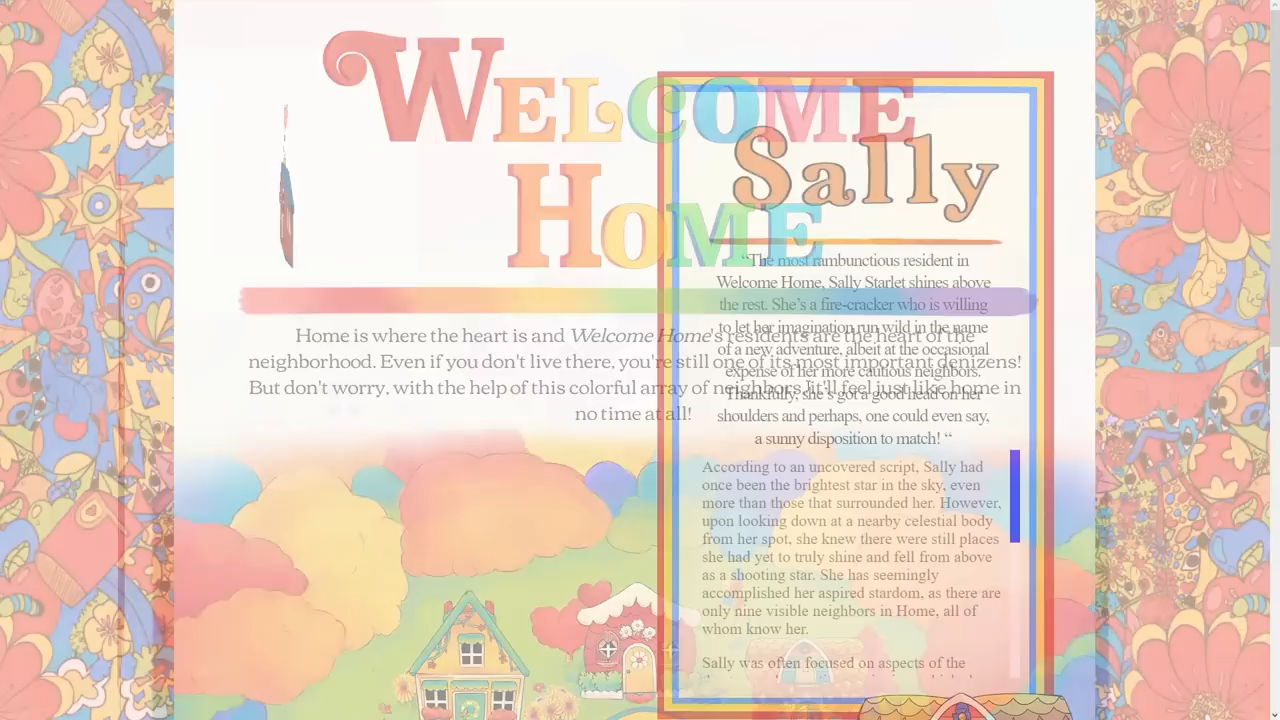 WELCOME
HOME
Home is where the heart is and Welcome Home's residents are the heart of the
neighborhood. Even if you don't live there, you're still one of its most important denizens!
But don't worry, with the help of this colorful array of neighbors it'll feel just like home in
no time at all!
Sally
“The most rambunctious resident in
Welcome Home, Sally Starlet shines above
the rest. She's a fire-cracker who is willing
to let her imagination run wild in the name
of a new adventure, albeit at the occasional
expense of her more cautious neighbors.
Thankfully, she's got a good head on her
shoulders and perhaps, one could even say,
a sunny disposition to match! “
According to an uncovered script, Sally had
once been the brightest star in the sky, even
more than those that surrounded her. However,
upon looking down at a nearby celestial body
from her spot, she knew there were still places
she had yet to truly shine and fell from above
as a shooting star. She has seemingly
accomplished her aspired stardom, as there are
only nine visible neighbors in Home, all of
whom know her.
Sally was often focused on aspects of the